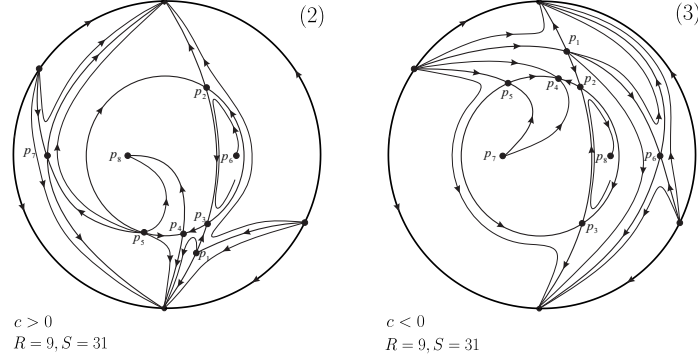 (2)
p₂
p₇
p₈
p₆
p₃
p₄
p₅
p₁
c > 0
R = 9, S = 31
(3)
p₁
p₄
p₂
p₅
p₇
p₈
p₆
p₃
c < 0
R = 9, S = 31